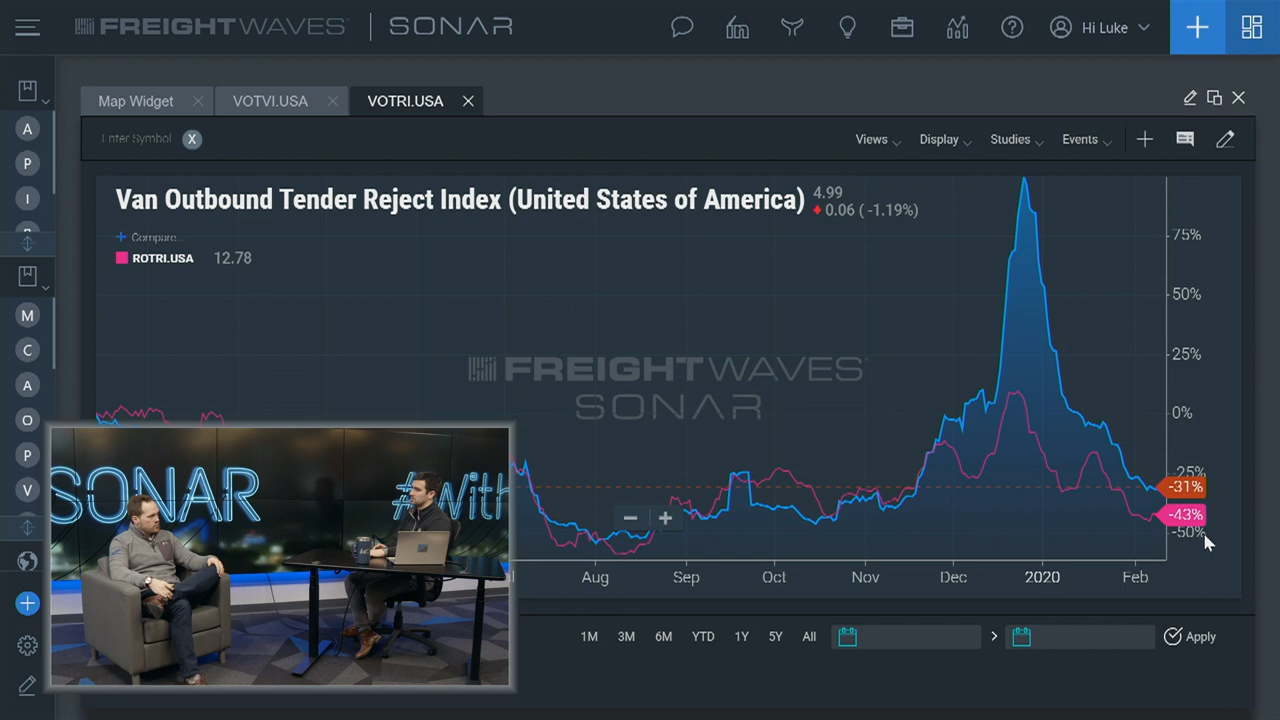 FREIGHTWAVES SONAR
Hi Luke
Map Widget
VOTVI.USA
VOTRI.USA
Enter Symbol X
Views Display Studies Events
Van Outbound Tender Reject Index (United States of America) 4.99
0.06 ( -1.19%)
Compare...
ROTRI.USA 12.78
75%
50%
25%
0%
-25%
-31%
-43%
-50%
FREIGHTWAVES
SONAR
A
P
I
M
C
A
O
P
V
SONAR
#With
Aug Sep Oct Nov Dec 2020 Feb
1M 3M 6M YTD 1Y 5Y All
Apply